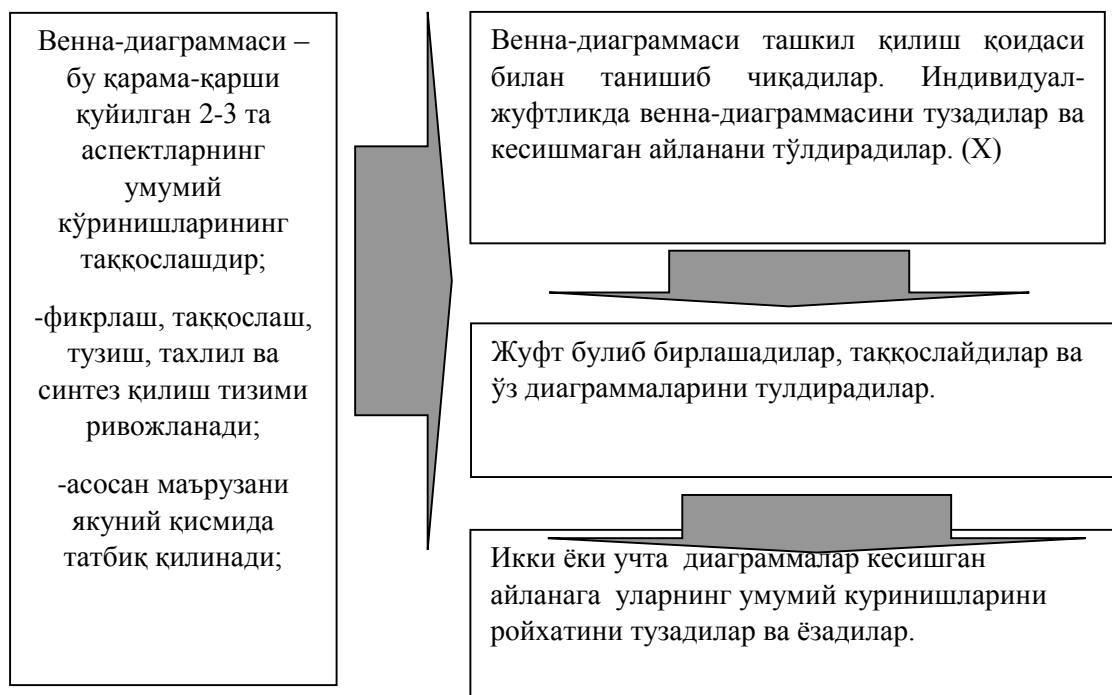 Венна-диаграммаси –
бу қарама-қарши
қуйилган 2-3 та
аспектларнинг
умумий
кўринишларининг
таққослашдир;
-фикрлаш, таққослаш,
тузиш, тахлил ва
синтез қилиш тизими
ривожланади;
-асосан маърузани
якуний қисмида
татбиқ қилинади;
Венна-диаграммаси ташкил қилиш қоидаси
билан танишиб чиқадилар. Индивидуал-
жуфтликда венна-диаграммасини тузадилар ва
кесишмаган айланани тўлдирадилар. (Х)
Жуфт булиб бирлашадилар, таққослайдилар ва
ўз диаграммаларини тулдирадилар.
Икки ёки учта диаграммалар кесишган
айланага уларнинг умумий куринишларини
ройхатини тузадилар ва ёзадилар.